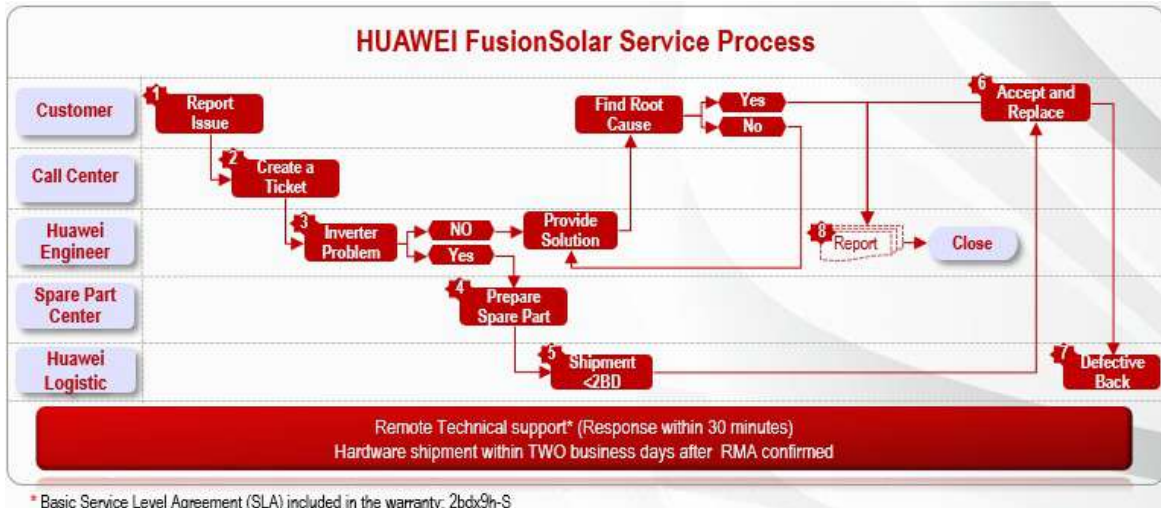 HUAWEI FusionSolar Service Process
Customer
1
Report
Issue
Find Root
Cause
Yes
No
6
Accept and
Replace
Call Center
2
Create a
Ticket
Huawei
Engineer
3
Inverter
Problem
NO
Yes
Provide
Solution
8
Report
Close
Spare Part
Center
4
Prepare
Spare Part
Huawei
Logistic
5
Shipment
<2BD
7
Defective
Back
Remote Technical support* (Response within 30 minutes)
Hardware shipment within TWO business days after RMA confirmed
* Basic Service Level Agreement (SLA) included in the warranty: 2bdx9h-S